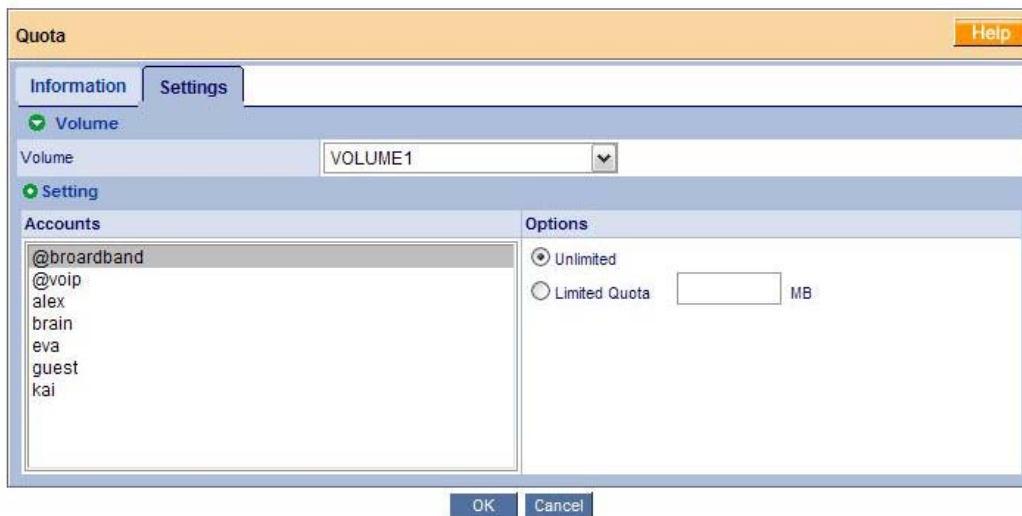 Quota Help
Information Settings
Volume
Volume VOLUME1
Setting
Accounts Options
@broardband
@voip
alex
brain
eva
guest
kai
Unlimited
Limited Quota MB
OK Cancel